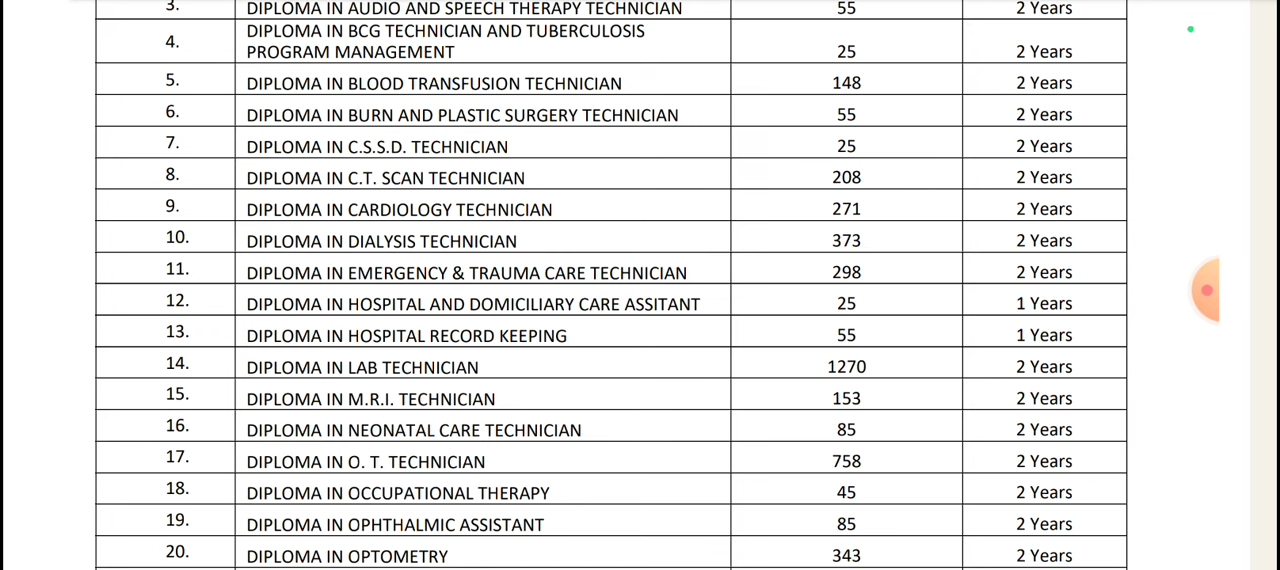 3. DIPLOMA IN AUDIO AND SPEECH THERAPY TECHNICIAN 55 2 Years
4. DIPLOMA IN BCG TECHNICIAN AND TUBERCULOSIS
PROGRAM MANAGEMENT 25 2 Years
5. DIPLOMA IN BLOOD TRANSFUSION TECHNICIAN 148 2 Years
6. DIPLOMA IN BURN AND PLASTIC SURGERY TECHNICIAN 55 2 Years
7. DIPLOMA IN C.S.S.D. TECHNICIAN 25 2 Years
8. DIPLOMA IN C.T. SCAN TECHNICIAN 208 2 Years
9. DIPLOMA IN CARDIOLOGY TECHNICIAN 271 2 Years
10. DIPLOMA IN DIALYSIS TECHNICIAN 373 2 Years
11. DIPLOMA IN EMERGENCY & TRAUMA CARE TECHNICIAN 298 2 Years
12. DIPLOMA IN HOSPITAL AND DOMICILIARY CARE ASSITANT 25 1 Years
13. DIPLOMA IN HOSPITAL RECORD KEEPING 55 1 Years
14. DIPLOMA IN LAB TECHNICIAN 1270 2 Years
15. DIPLOMA IN M.R.I. TECHNICIAN 153 2 Years
16. DIPLOMA IN NEONATAL CARE TECHNICIAN 85 2 Years
17. DIPLOMA IN O. T. TECHNICIAN 758 2 Years
18. DIPLOMA IN OCCUPATIONAL THERAPY 45 2 Years
19. DIPLOMA IN OPHTHALMIC ASSISTANT 85 2 Years
20. DIPLOMA IN OPTOMETRY 343 2 Years